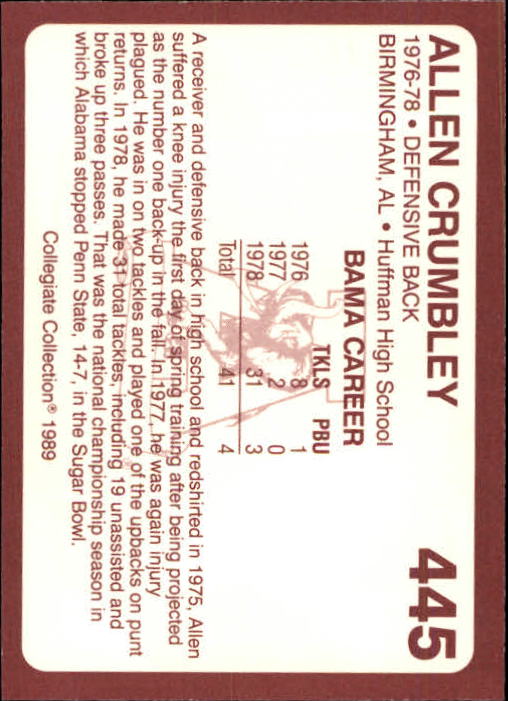 ALLEN CRUMBLEY 445
1976-78 • DEFENSIVE BACK
BIRMINGHAM, AL • Huffman High School
BAMA CAREER
TKLS PBU
1976 8 1
1977 2 0
1978 31 3
Total 41 4
A receiver and defensive back in high school and redshirted in 1975, Allen
suffered a knee injury the first day of spring training after being projected
as the number one back-up in the fall. In 1977, he was again injury
plagued. He was in on two tackles and played one of the upbacks on punt
returns. In 1978, he made 31 total tackles, including 19 unassisted and
broke up three passes. That was the national championship season in
which Alabama stopped Penn State, 14-7, in the Sugar Bowl.
Collegiate Collection® 1989